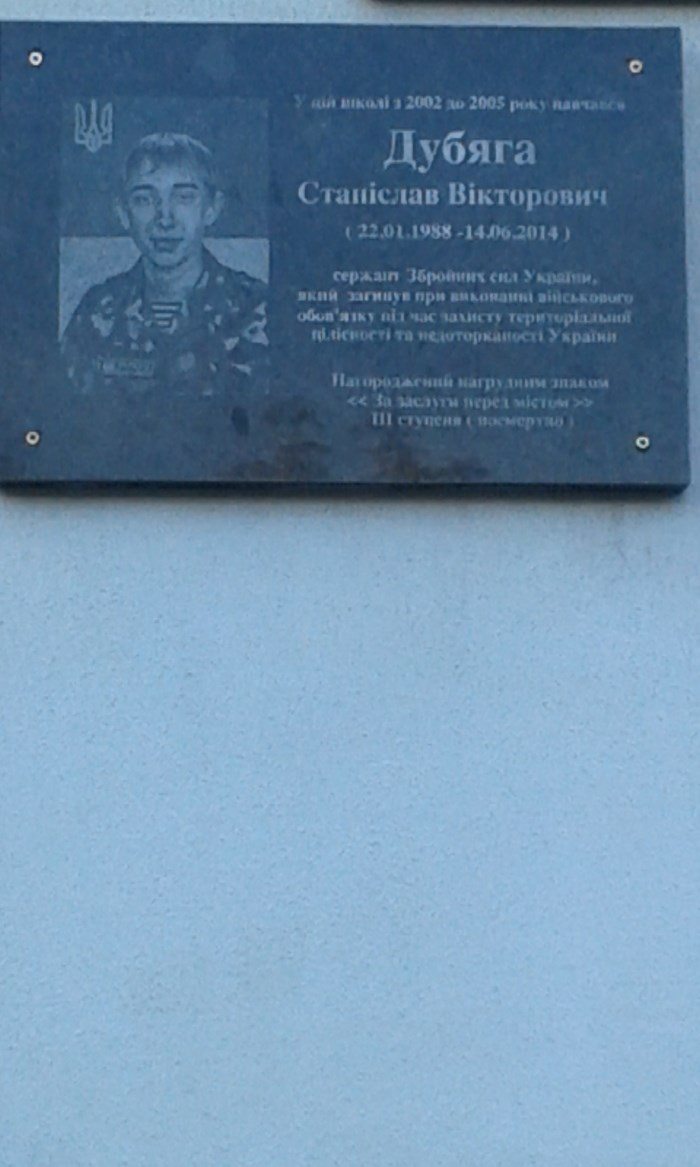 У цій школі з 2002 до 2005 року навчався
Дубяга
Станіслав Вікторович
( 22.01.1988 -14.06.2014 )
сержант Збройних сил України,
який загинув при виконанні військового
обов'язку під час захисту територіальної
цілісності та недоторканості України
Нагороджений нагрудним знаком
<< За заслуги перед містом >>
III ступеня ( посмертно )